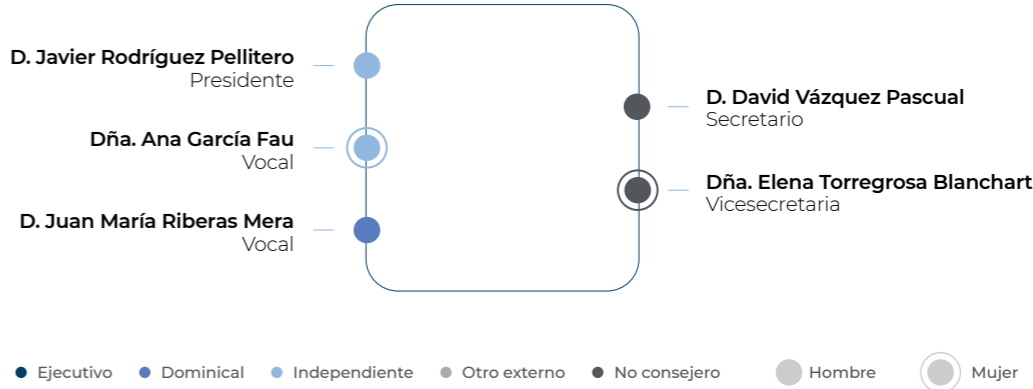 D. Javier Rodríguez Pellitero
Presidente
Dña. Ana García Fau
Vocal
D. Juan María Riberas Mera
Vocal
D. David Vázquez Pascual
Secretario
Dña. Elena Torregrosa Blanchart
Vicesecretaria
Ejecutivo Dominical Independiente Otro externo No consejero Hombre Mujer